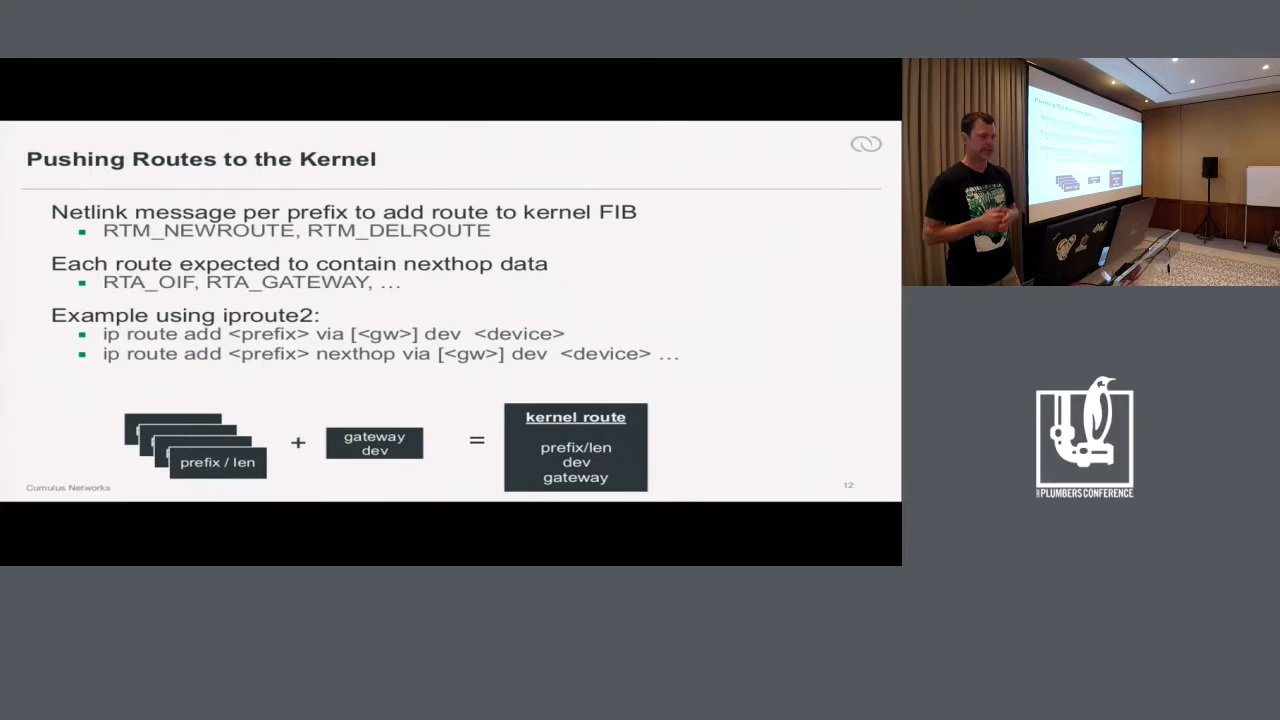 Pushing Routes to the Kernel
Netlink message per prefix to add route to kernel FIB
RTM_NEWROUTE, RTM_DELROUTE
Each route expected to contain nexthop data
RTA_OIF, RTA_GATEWAY, …
Example using iproute2:
ip route add <prefix> via [<gw>] dev <device>
ip route add <prefix> nexthop via [<gw>] dev <device> …
prefix / len
+
gateway
dev
=
kernel route
prefix/len
dev
gateway
Cumulus Networks
12
PLUMBERS CONFERENCE